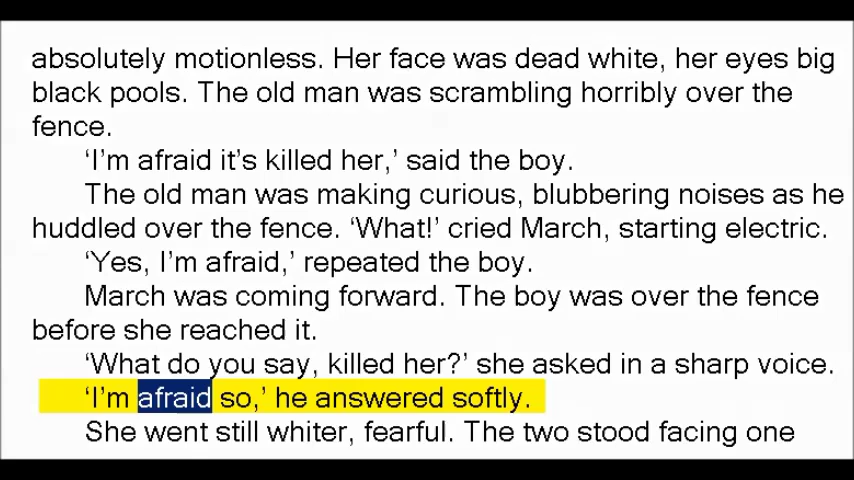 absolutely motionless. Her face was dead white, her eyes big
black pools. The old man was scrambling horribly over the
fence.
‘I’m afraid it’s killed her,’ said the boy.
The old man was making curious, blubbering noises as he
huddled over the fence. ‘What!’ cried March, starting electric.
‘Yes, I’m afraid,’ repeated the boy.
March was coming forward. The boy was over the fence
before she reached it.
‘What do you say, killed her?’ she asked in a sharp voice.
‘I’m afraid so,’ he answered softly.
She went still whiter, fearful. The two stood facing one